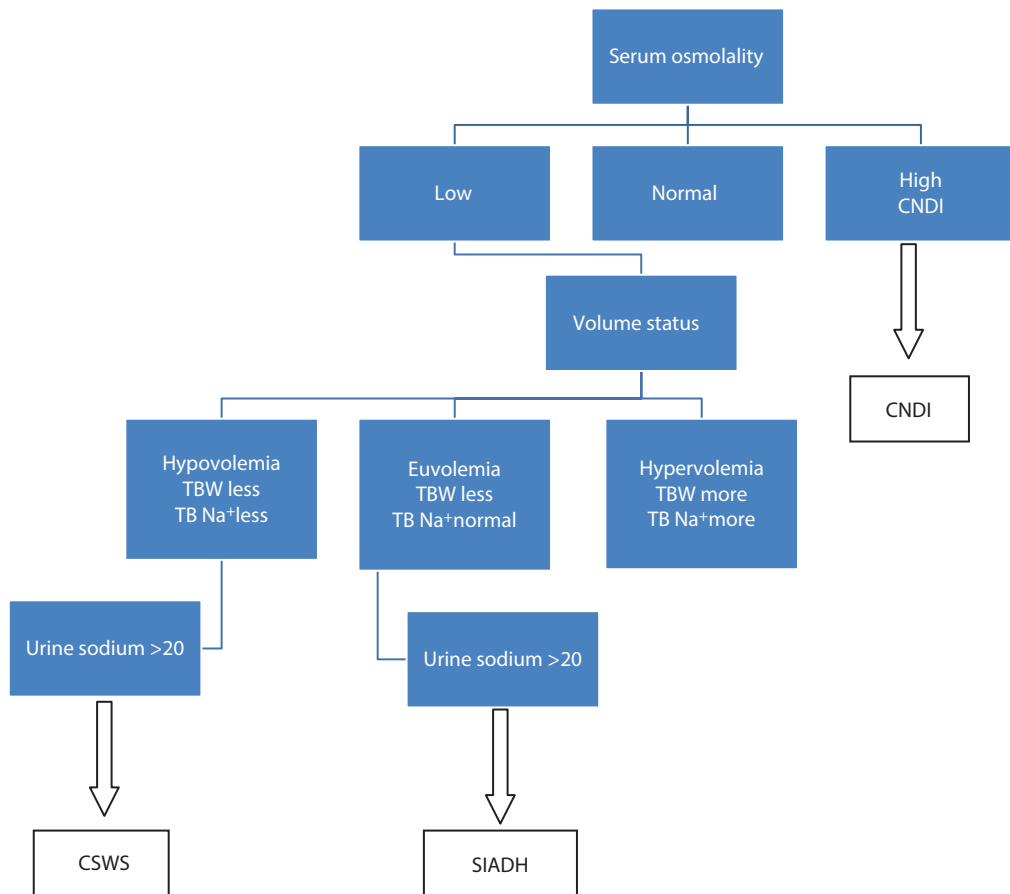 Serum osmolality
Low
Normal
High
CNDI
Volume status
CNDI
Hypovolemia
TBW less
TB Na⁺less
Euvolemia
TBW less
TB Na⁺normal
Hypervolemia
TBW more
TB Na⁺more
Urine sodium >20
Urine sodium >20
CSWS
SIADH